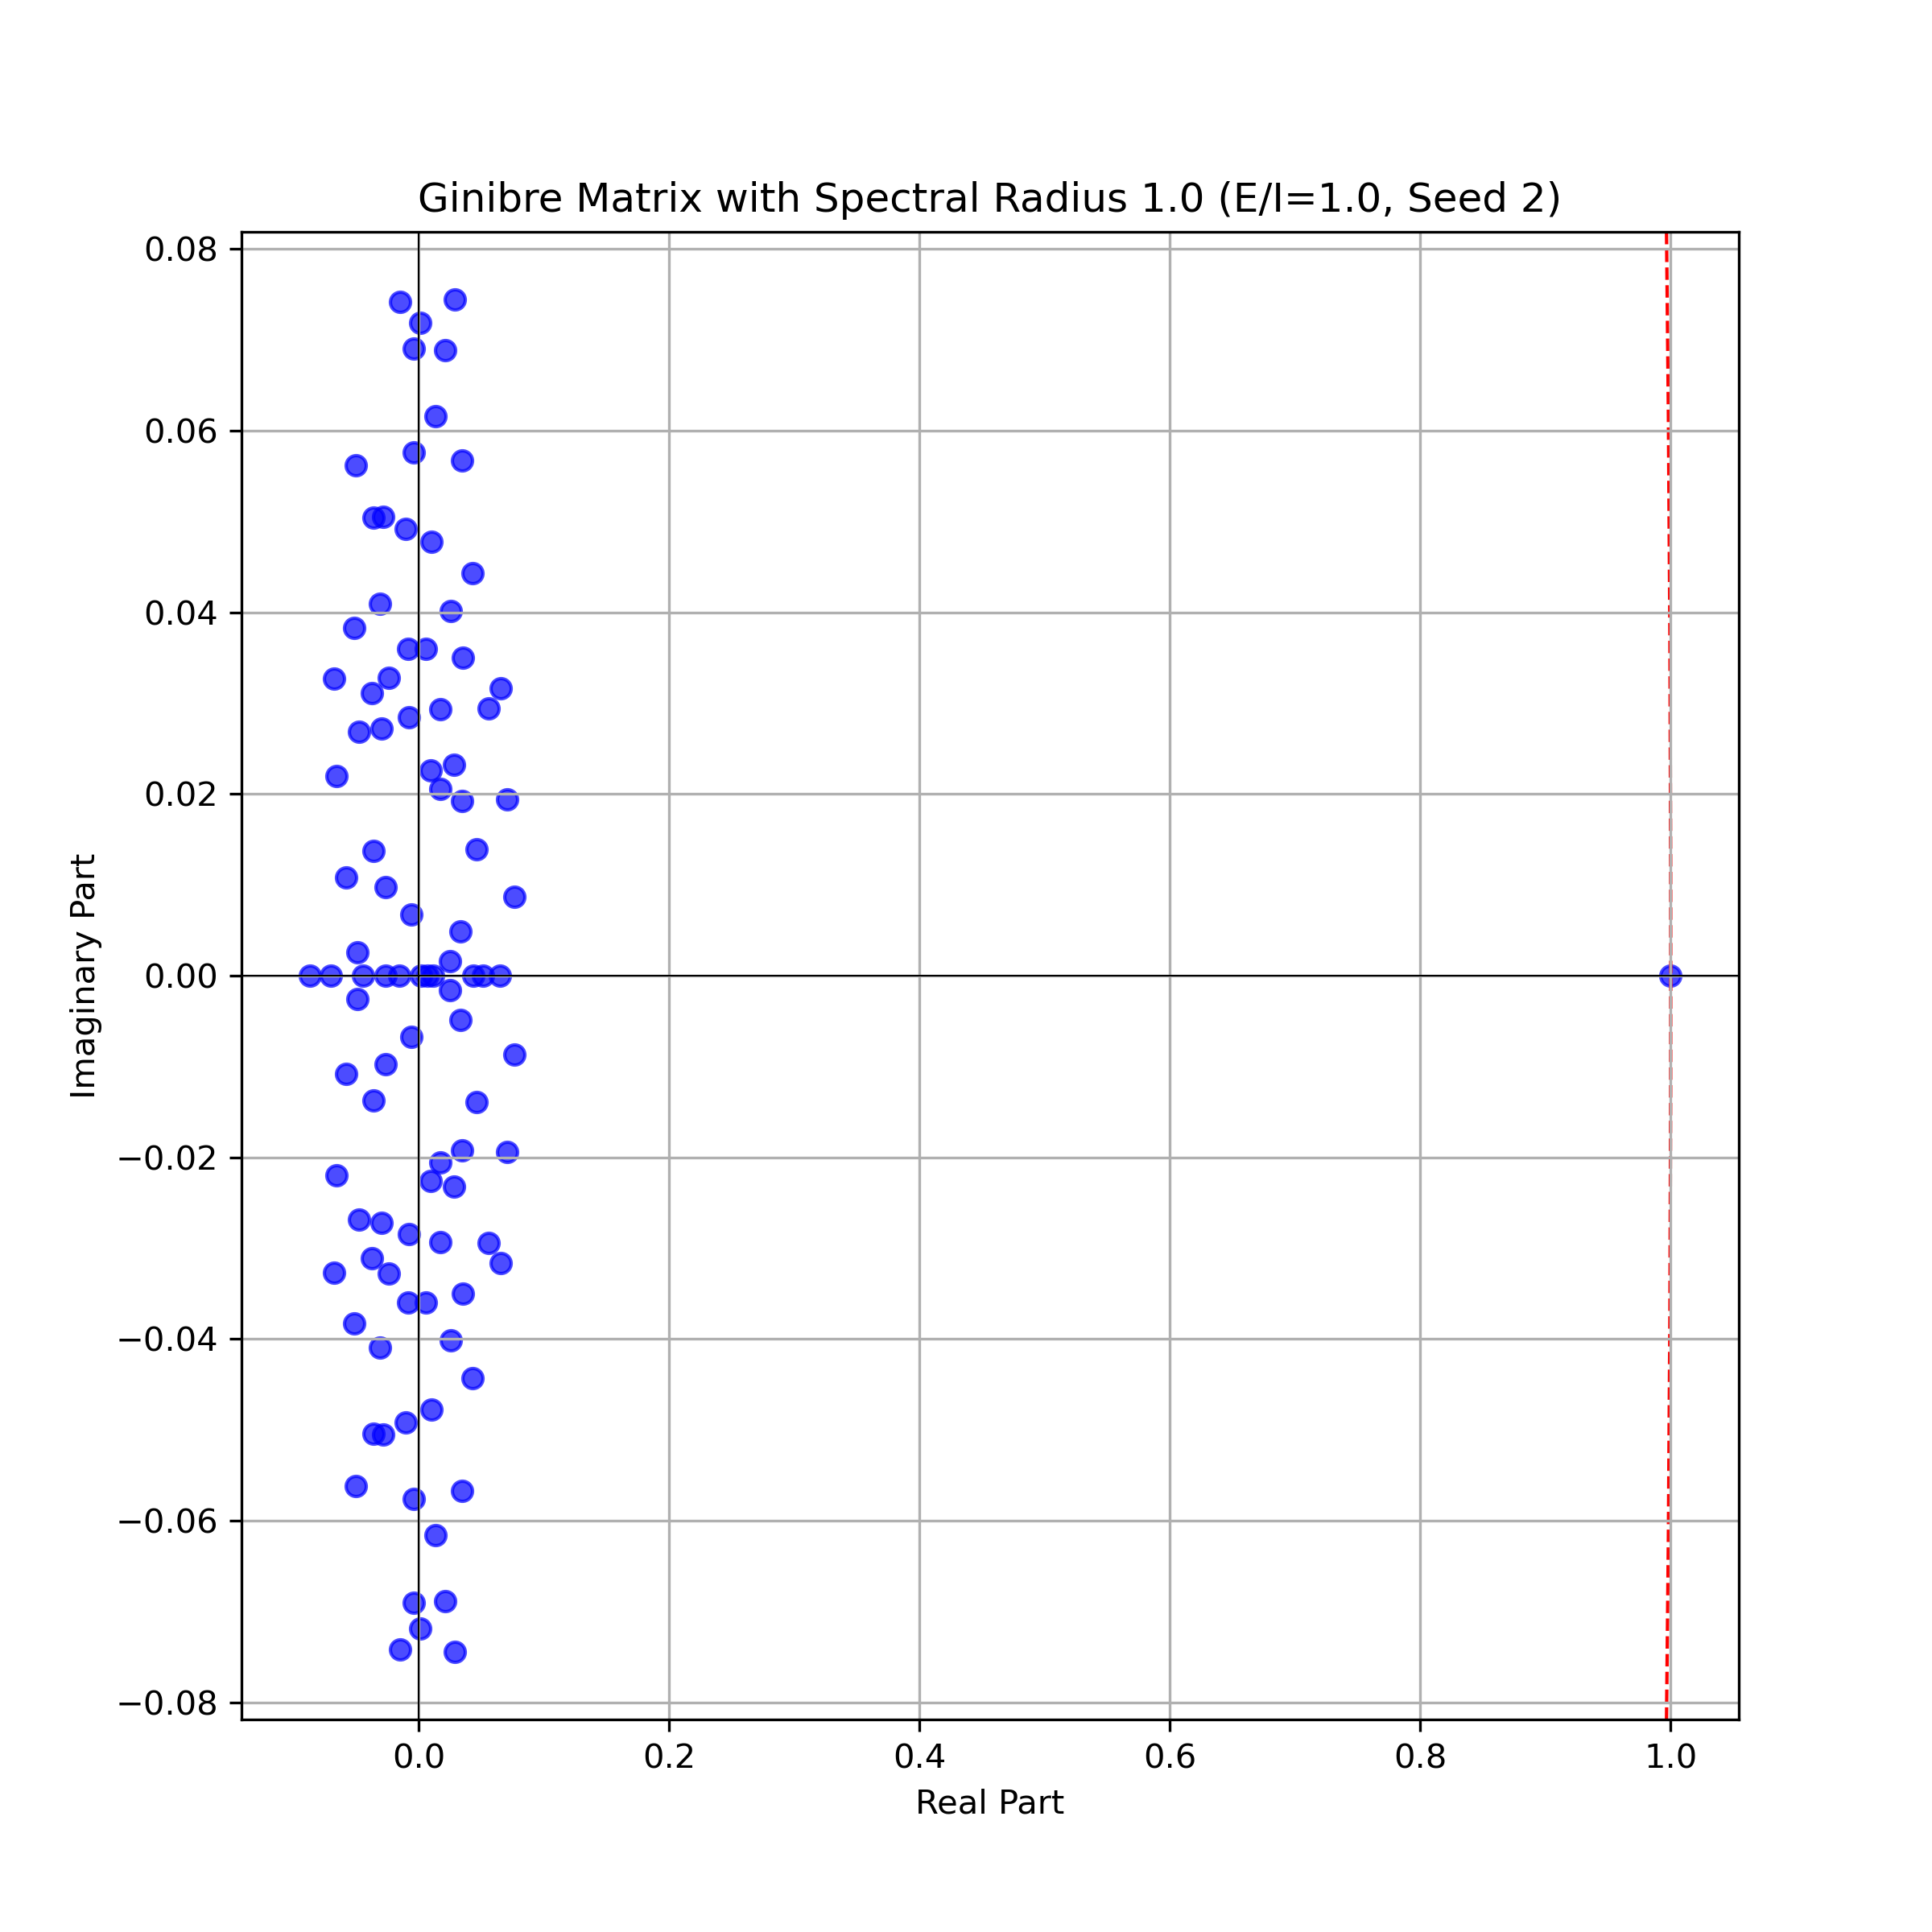 Ginibre Matrix with Spectral Radius 1.0 (E/I=1.0, Seed 2)
0.08
0.06
0.04
0.02
0.00
−0.02
−0.04
−0.06
−0.08
Imaginary Part
0.0 0.2 0.4 0.6 0.8 1.0
Real Part